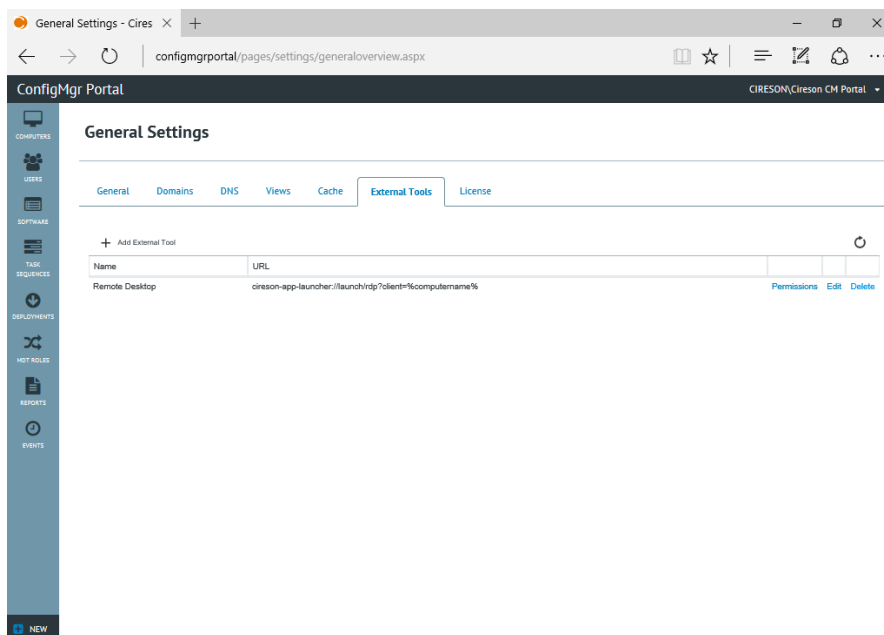 General Settings - Cires
configmgrportal/pages/settings/generaloverview.aspx
ConfigMgr Portal
CIRESON\Cireson CM Portal
COMPUTERS
USERS
SOFTWARE
TASK
SEQUENCES
DEPLOYMENTS
MDT ROLES
REPORTS
EVENTS
NEW
General Settings
General Domains DNS Views Cache External Tools License
Add External Tool
Name URL
Remote Desktop cireson-app-launcher://launch/rdp?client=%computername% Permissions Edit Delete